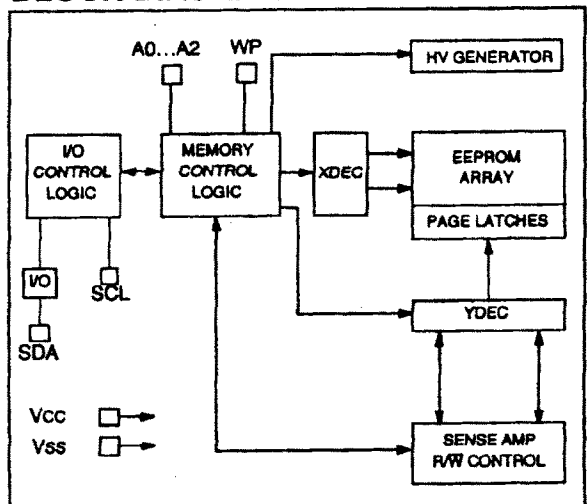 A0...A2
WP
HV GENERATOR
I/O
CONTROL
LOGIC
MEMORY
CONTROL
LOGIC
XDEC
EEPROM
ARRAY
PAGE LATCHES
I/O
SCL
SDA
YDEC
Vcc
Vss
SENSE AMP
R/W̅ CONTROL